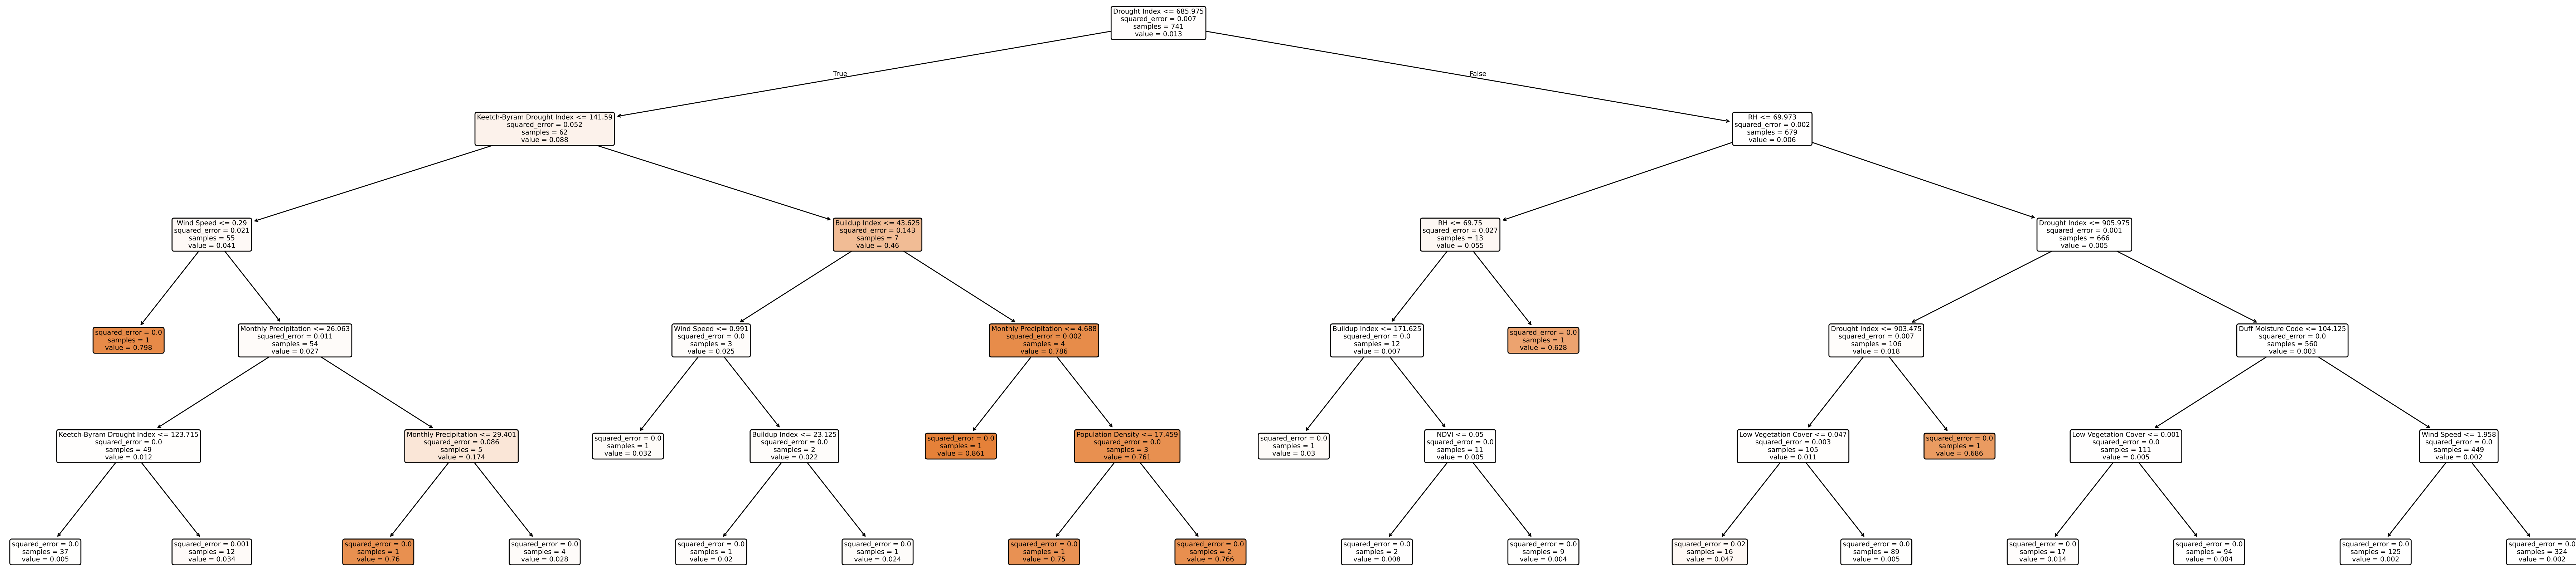 Drought Index <= 685.975
squared_error = 0.007
samples = 741
value = 0.013
True
False
Keetch-Byram Drought Index <= 141.59
squared_error = 0.052
samples = 62
value = 0.088
RH <= 69.973
squared_error = 0.002
samples = 679
value = 0.006
Wind Speed <= 0.29
squared_error = 0.021
samples = 55
value = 0.041
Buildup Index <= 43.625
squared_error = 0.143
samples = 7
value = 0.46
RH <= 69.75
squared_error = 0.027
samples = 13
value = 0.055
Drought Index <= 905.975
squared_error = 0.001
samples = 666
value = 0.005
squared_error = 0.0
samples = 1
value = 0.798
Monthly Precipitation <= 26.063
squared_error = 0.011
samples = 54
value = 0.027
Wind Speed <= 0.991
squared_error = 0.0
samples = 3
value = 0.025
Monthly Precipitation <= 4.688
squared_error = 0.002
samples = 4
value = 0.786
Buildup Index <= 171.625
squared_error = 0.0
samples = 12
value = 0.007
squared_error = 0.0
samples = 1
value = 0.628
Drought Index <= 903.475
squared_error = 0.007
samples = 106
value = 0.018
Duff Moisture Code <= 104.125
squared_error = 0.0
samples = 560
value = 0.003
Keetch-Byram Drought Index <= 123.715
squared_error = 0.0
samples = 49
value = 0.012
Monthly Precipitation <= 29.401
squared_error = 0.086
samples = 5
value = 0.174
squared_error = 0.0
samples = 1
value = 0.032
Buildup Index <= 23.125
squared_error = 0.0
samples = 2
value = 0.022
squared_error = 0.0
samples = 1
value = 0.861
Population Density <= 17.459
squared_error = 0.0
samples = 3
value = 0.761
squared_error = 0.0
samples = 1
value = 0.03
NDVI <= 0.05
squared_error = 0.0
samples = 11
value = 0.005
Low Vegetation Cover <= 0.047
squared_error = 0.003
samples = 105
value = 0.011
squared_error = 0.0
samples = 1
value = 0.686
Low Vegetation Cover <= 0.001
squared_error = 0.0
samples = 111
value = 0.005
Wind Speed <= 1.958
squared_error = 0.0
samples = 449
value = 0.002
squared_error = 0.0
samples = 37
value = 0.005
squared_error = 0.001
samples = 12
value = 0.034
squared_error = 0.0
samples = 1
value = 0.76
squared_error = 0.0
samples = 4
value = 0.028
squared_error = 0.0
samples = 1
value = 0.02
squared_error = 0.0
samples = 1
value = 0.024
squared_error = 0.0
samples = 1
value = 0.75
squared_error = 0.0
samples = 2
value = 0.766
squared_error = 0.0
samples = 2
value = 0.008
squared_error = 0.0
samples = 9
value = 0.004
squared_error = 0.02
samples = 16
value = 0.047
squared_error = 0.0
samples = 89
value = 0.005
squared_error = 0.0
samples = 17
value = 0.014
squared_error = 0.0
samples = 94
value = 0.004
squared_error = 0.0
samples = 125
value = 0.002
squared_error = 0.0
samples = 324
value = 0.002